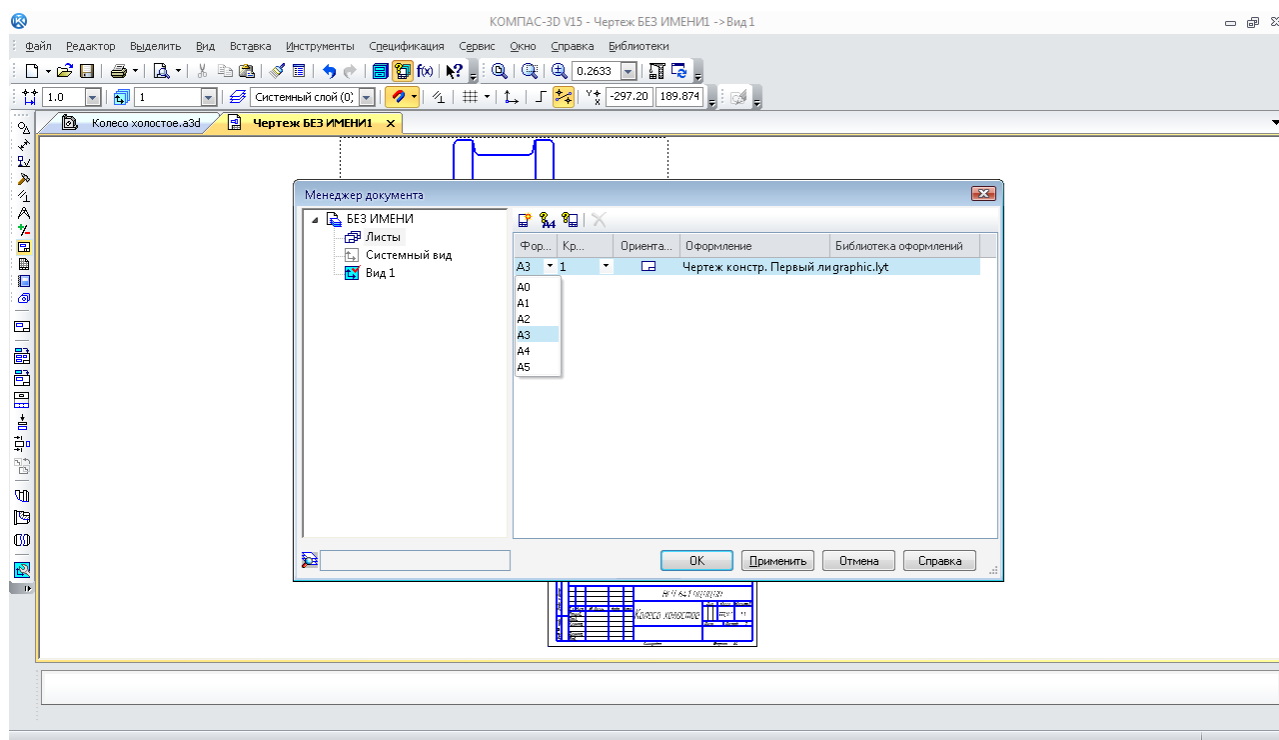 КОМПАС-3D V15 - Чертеж БЕЗ ИМЕНИ1 ->Вид 1
Файл Редактор Выделить Вид Вставка Инструменты Спецификация Сервис Окно Справка Библиотеки
f(x) 0.2633
1.0 1 Системный слой (0) -297.20 189.874
Колесо холостое.a3d Чертеж БЕЗ ИМЕНИ1
Менеджер документа
БЕЗ ИМЕНИ
Листы
Системный вид
Вид 1
Фор... Кр... Ориента... Оформление Библиотека оформлений
A3 1 Чертеж констр. Первый ли graphic.lyt
A0
A1
A2
A3
A4
A5
OK Применить Отмена Справка
Колесо холостое